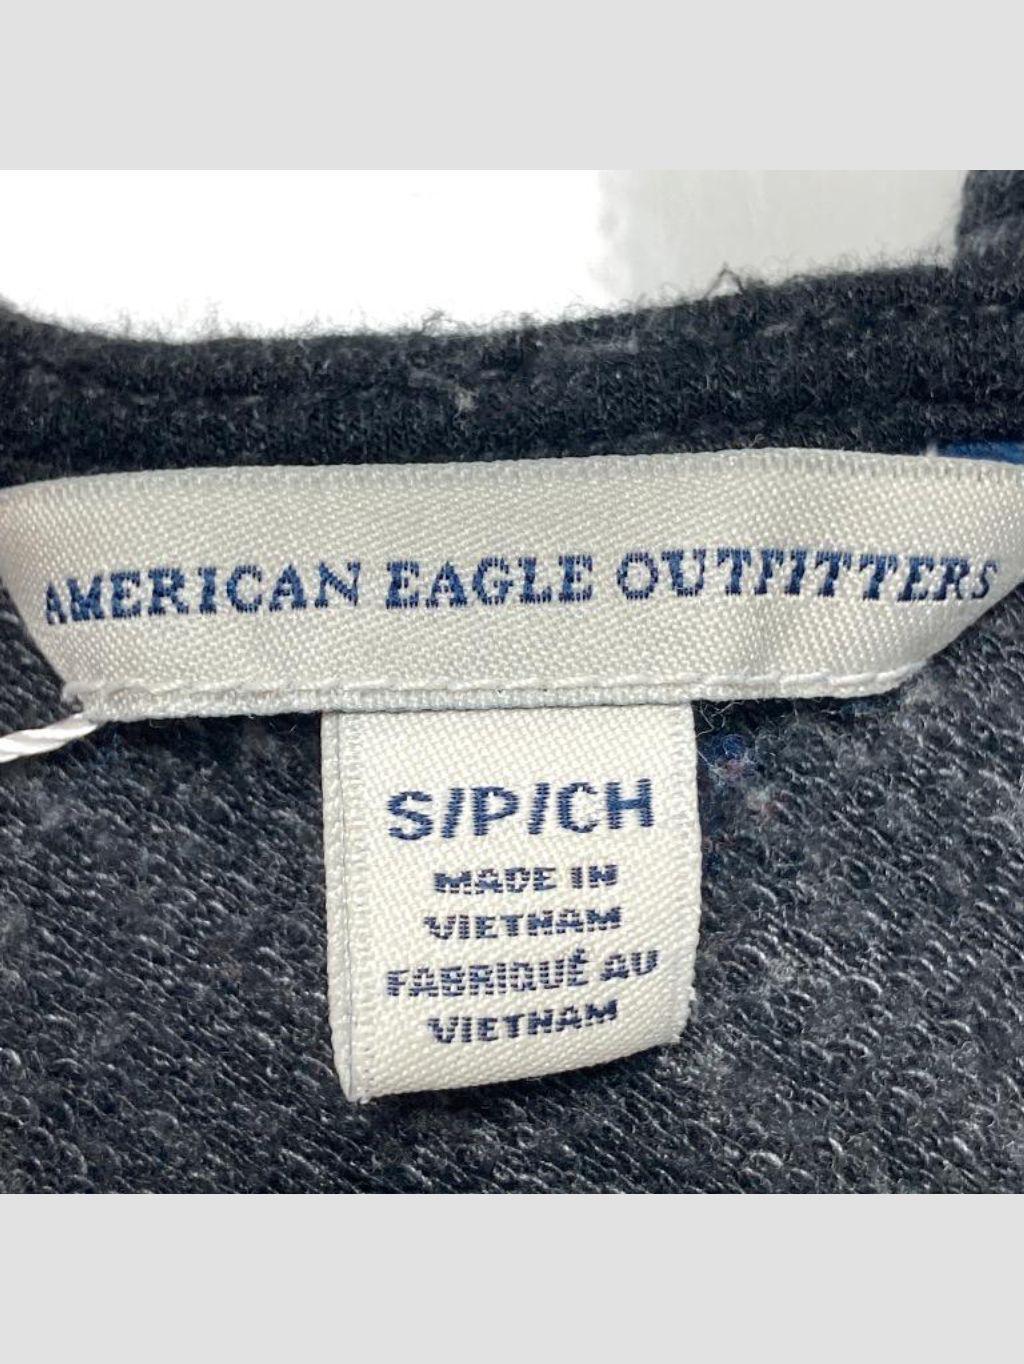 AMERICAN EAGLE OUTFITTERS
S/P/CH
MADE IN
VIETNAM
FABRIQUÉ AU
VIETNAM